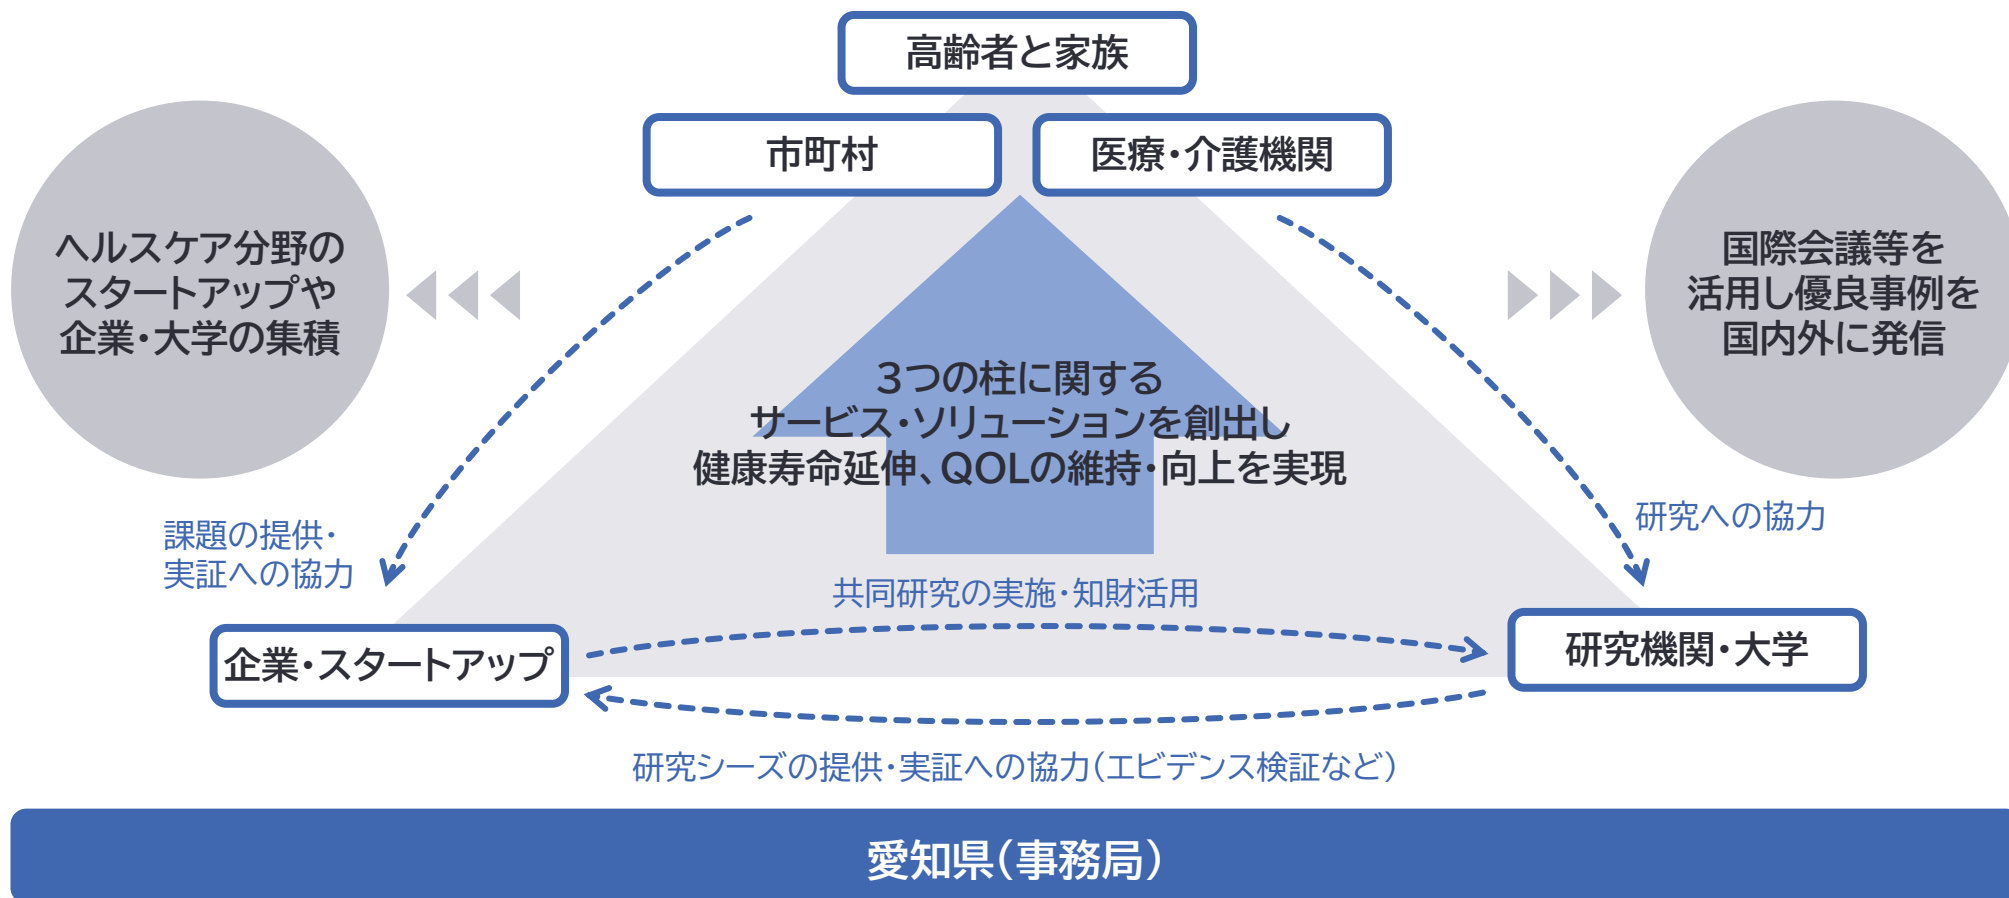 高齢者と家族
市町村
医療・介護機関
ヘルスケア分野の
スタートアップや
企業・大学の集積
国際会議等を
活用し優良事例を
国内外に発信
3つの柱に関する
サービス・ソリューションを創出し
健康寿命延伸、QOLの維持・向上を実現
課題の提供・
実証への協力
研究への協力
共同研究の実施・知財活用
企業・スタートアップ
研究機関・大学
研究シーズの提供・実証への協力(エビデンス検証など)
愛知県(事務局)